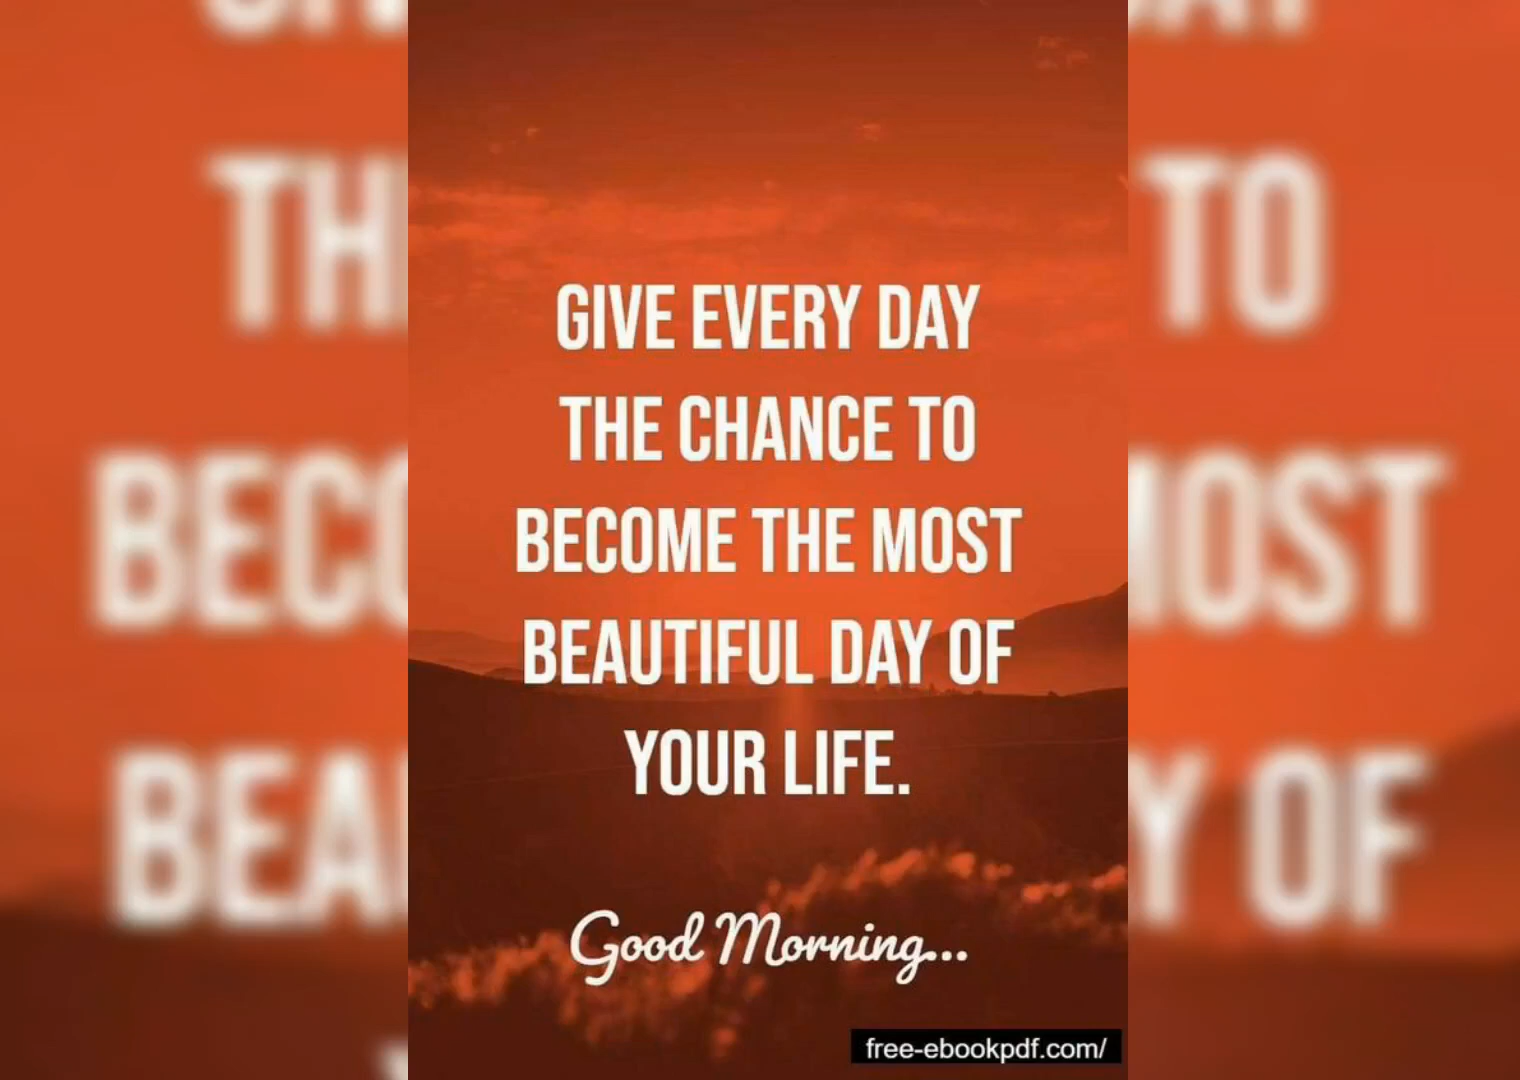 GIVE EVERY DAY
THE CHANCE TO
BECOME THE MOST
BEAUTIFUL DAY OF
YOUR LIFE.
Good Morning...
free-ebookpdf.com/